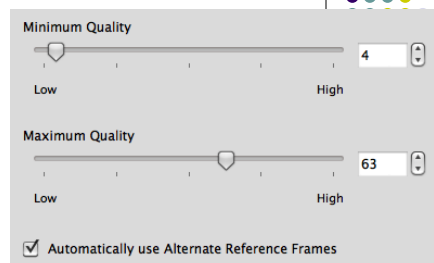 Minimum Quality
4
Low High
Maximum Quality
63
Low High
Automatically use Alternate Reference Frames